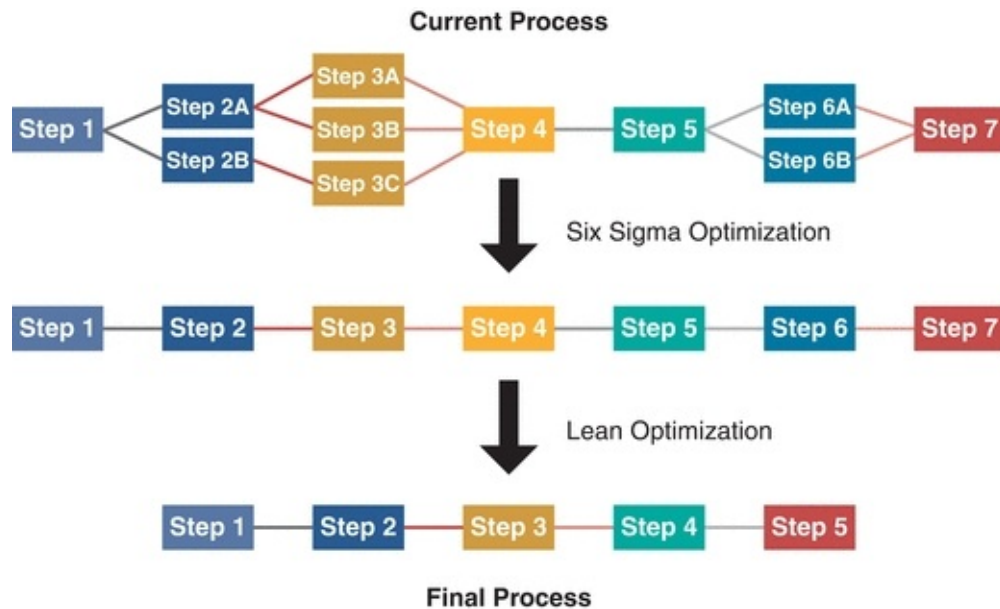 Current Process
Step 3A
Step 2A
Step 6A
Step 1
Step 3B
Step 4
Step 5
Step 7
Step 2B
Step 6B
Step 3C
Six Sigma Optimization
Step 1
Step 2
Step 3
Step 4
Step 5
Step 6
Step 7
Lean Optimization
Step 1
Step 2
Step 3
Step 4
Step 5
Final Process